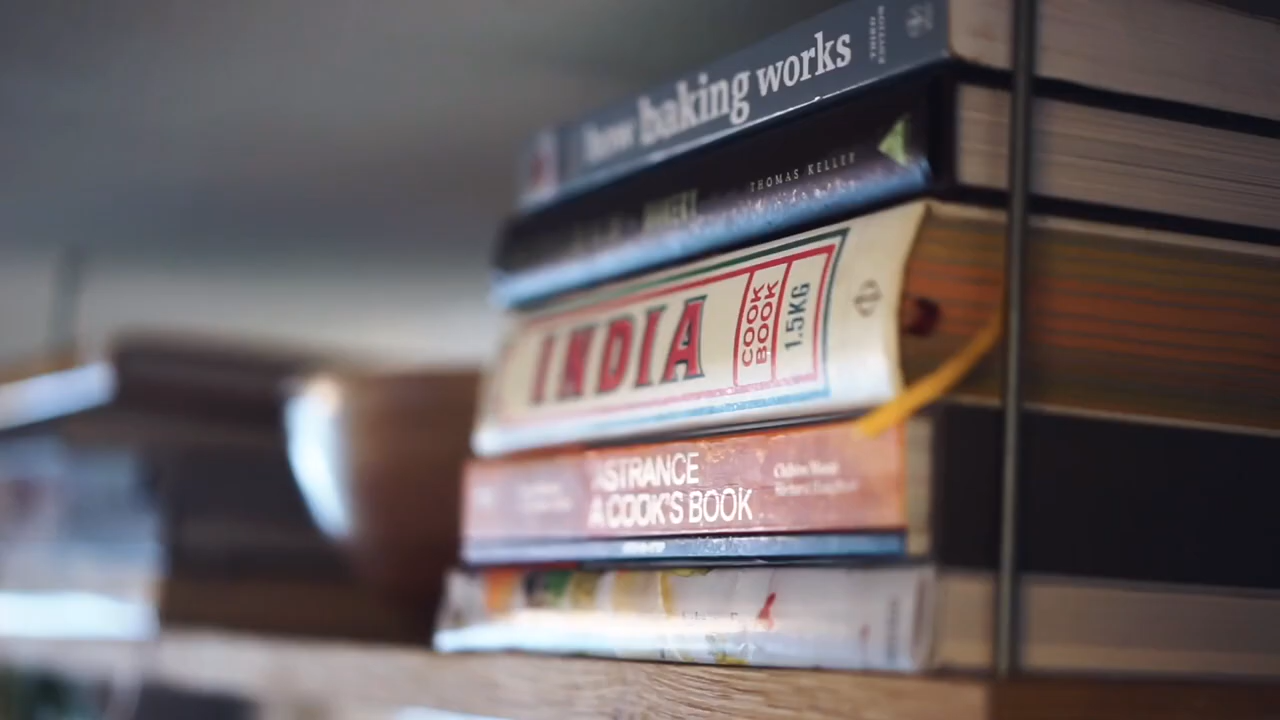 how baking works
THIRD
EDITION
THOMAS KELLER
INDIA
COOK
BOOK
1.5KG
ASTRANCE
A COOK'S BOOK